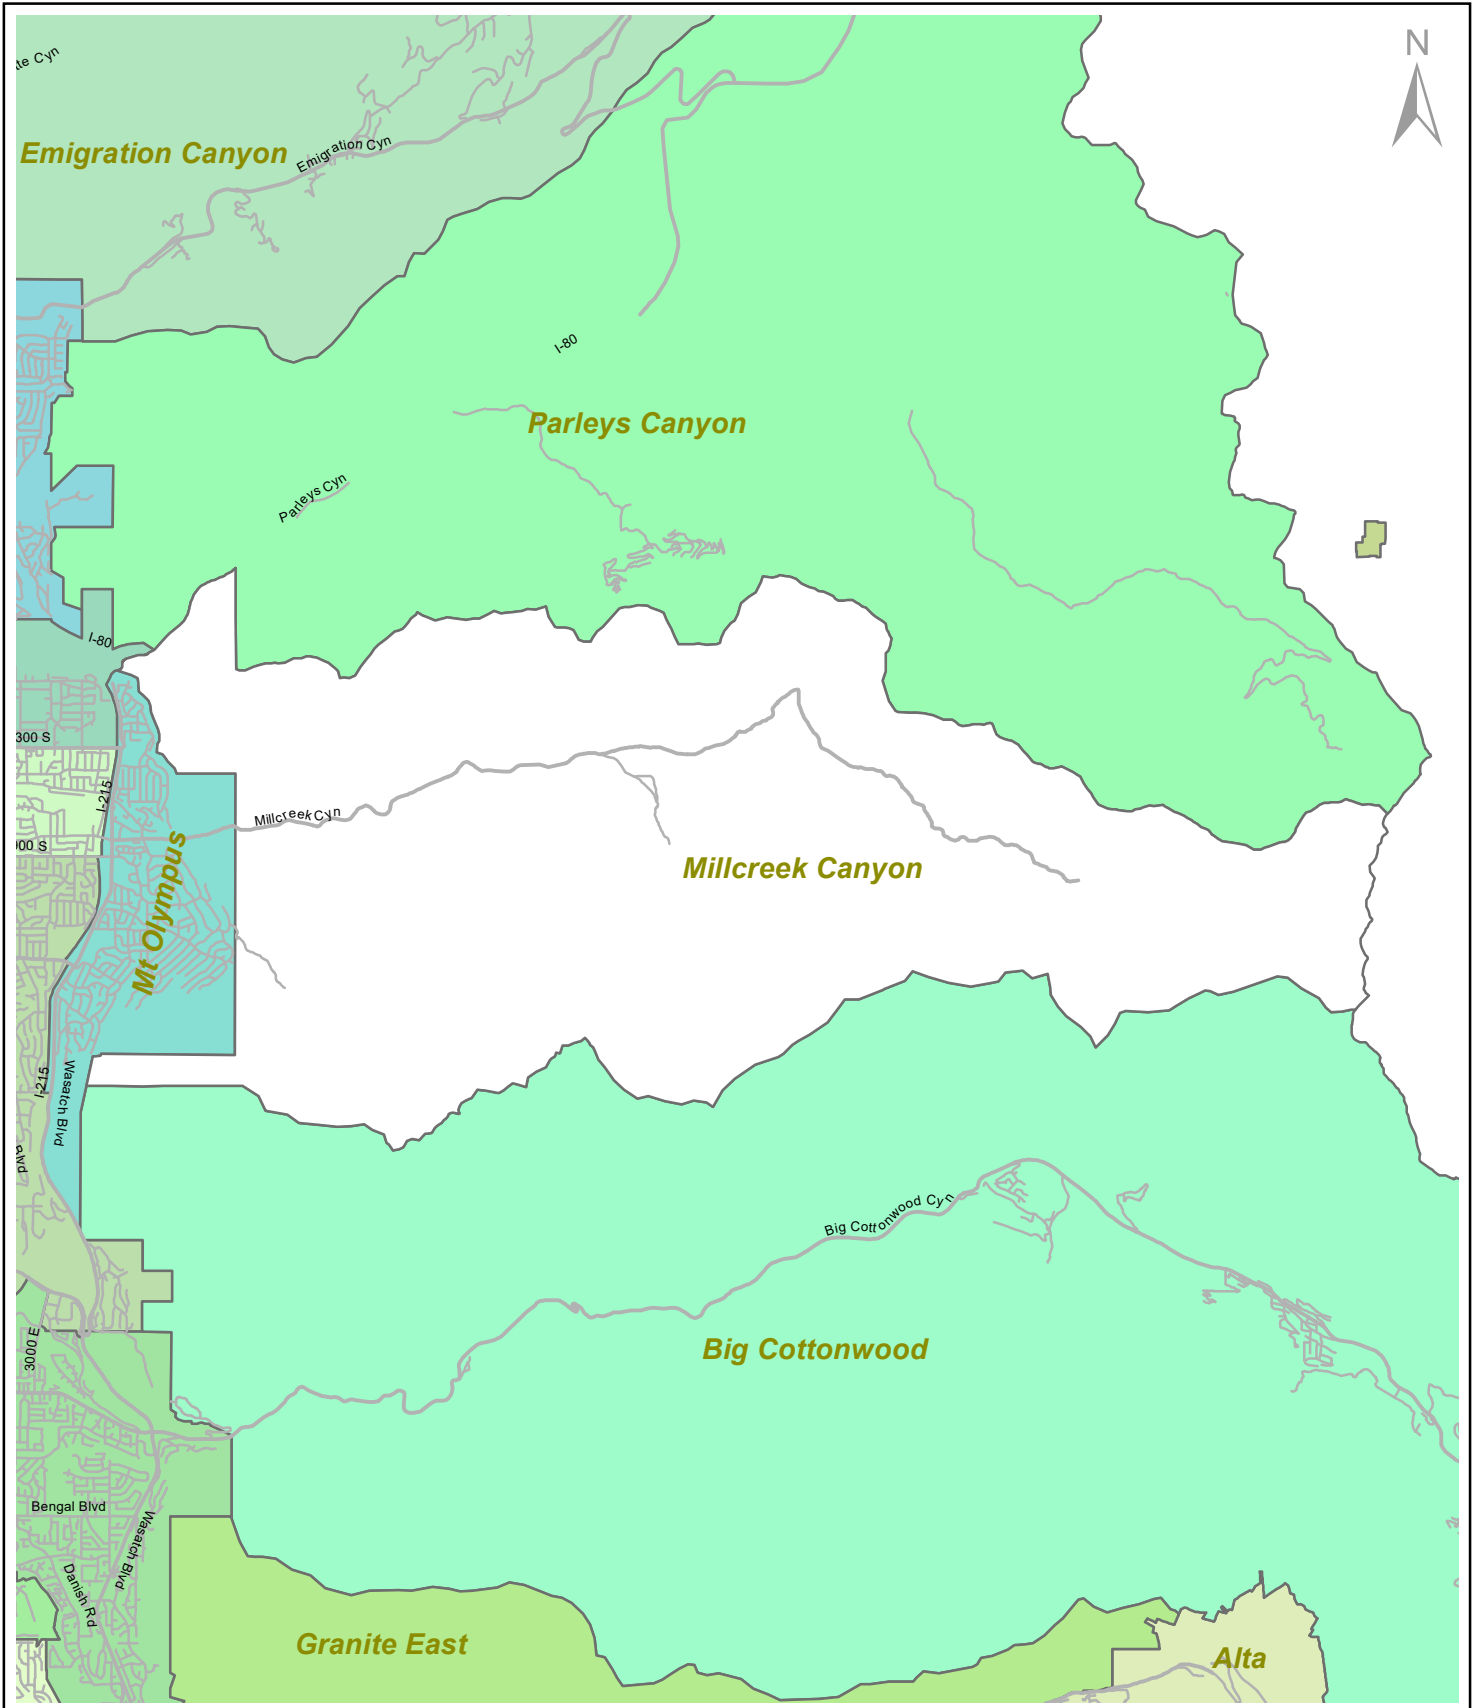 N
Emigration Canyon
Emigration Cyn
I-80
Parleys Canyon
Parleys Cyn
I-80
I-215
Millcreek Cyn
Mt Olympus
Millcreek Canyon
I-215
Wasatch Blvd
Big Cottonwood Cyn
3000 E
Big Cottonwood
Bengal Blvd
Wasatch Blvd
Danish Rd
Granite East
Alta